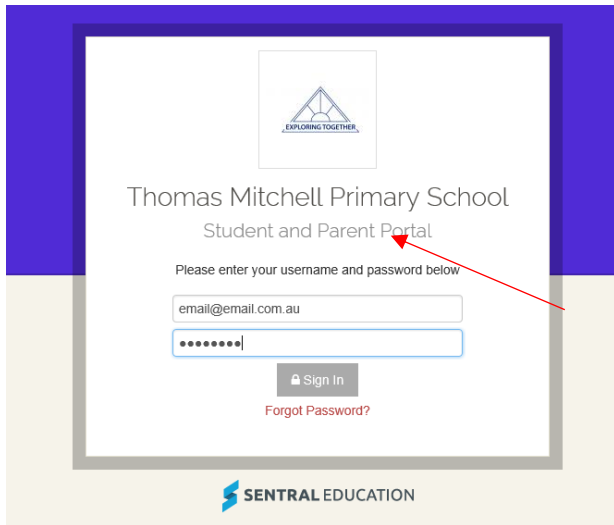 EXPLORING TOGETHER
Thomas Mitchell Primary School
Student and Parent Portal
Please enter your username and password below
email@email.com.au
●●●●●●●●
Sign In
Forgot Password?
SENTRAL EDUCATION